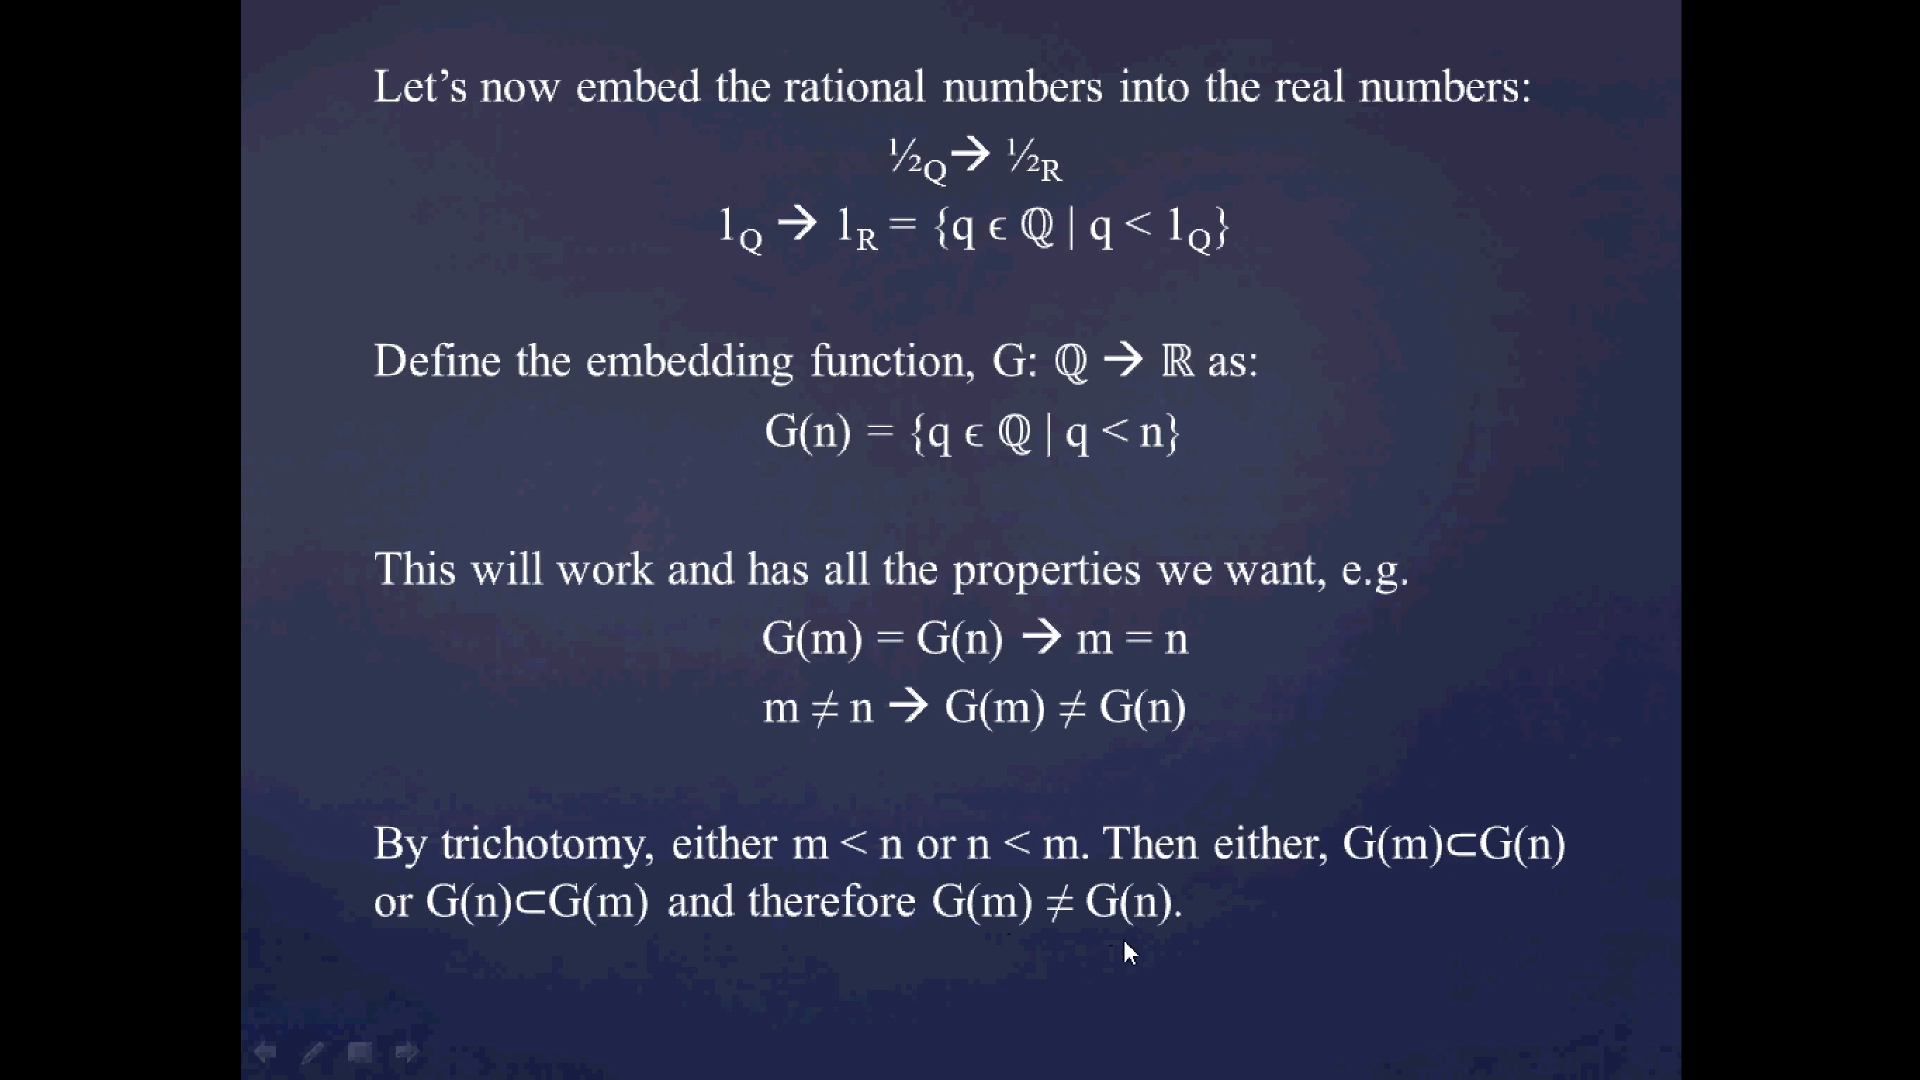 Let’s now embed the rational numbers into the real numbers:
½Q→ ½R
1Q → 1R = {q ϵ ℚ | q < 1Q}
Define the embedding function, G: ℚ → ℝ as:
G(n) = {q ϵ ℚ | q < n}
This will work and has all the properties we want, e.g.
G(m) = G(n) → m = n
m ≠ n → G(m) ≠ G(n)
By trichotomy, either m < n or n < m. Then either, G(m)⊂G(n)
or G(n)⊂G(m) and therefore G(m) ≠ G(n).